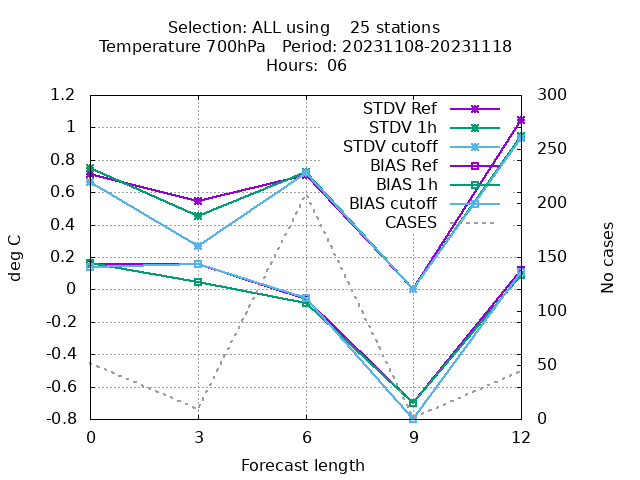 Selection: ALL using    25 stations
Temperature 700hPa   Period: 20231108-20231118
Hours:  06
STDV Ref
STDV 1h
STDV cutoff
BIAS Ref
BIAS 1h
BIAS cutoff
CASES
deg C
1.2
1
0.8
0.6
0.4
0.2
0
-0.2
-0.4
-0.6
-0.8
No cases
300
250
200
150
100
50
0
0 3 6 9 12
Forecast length